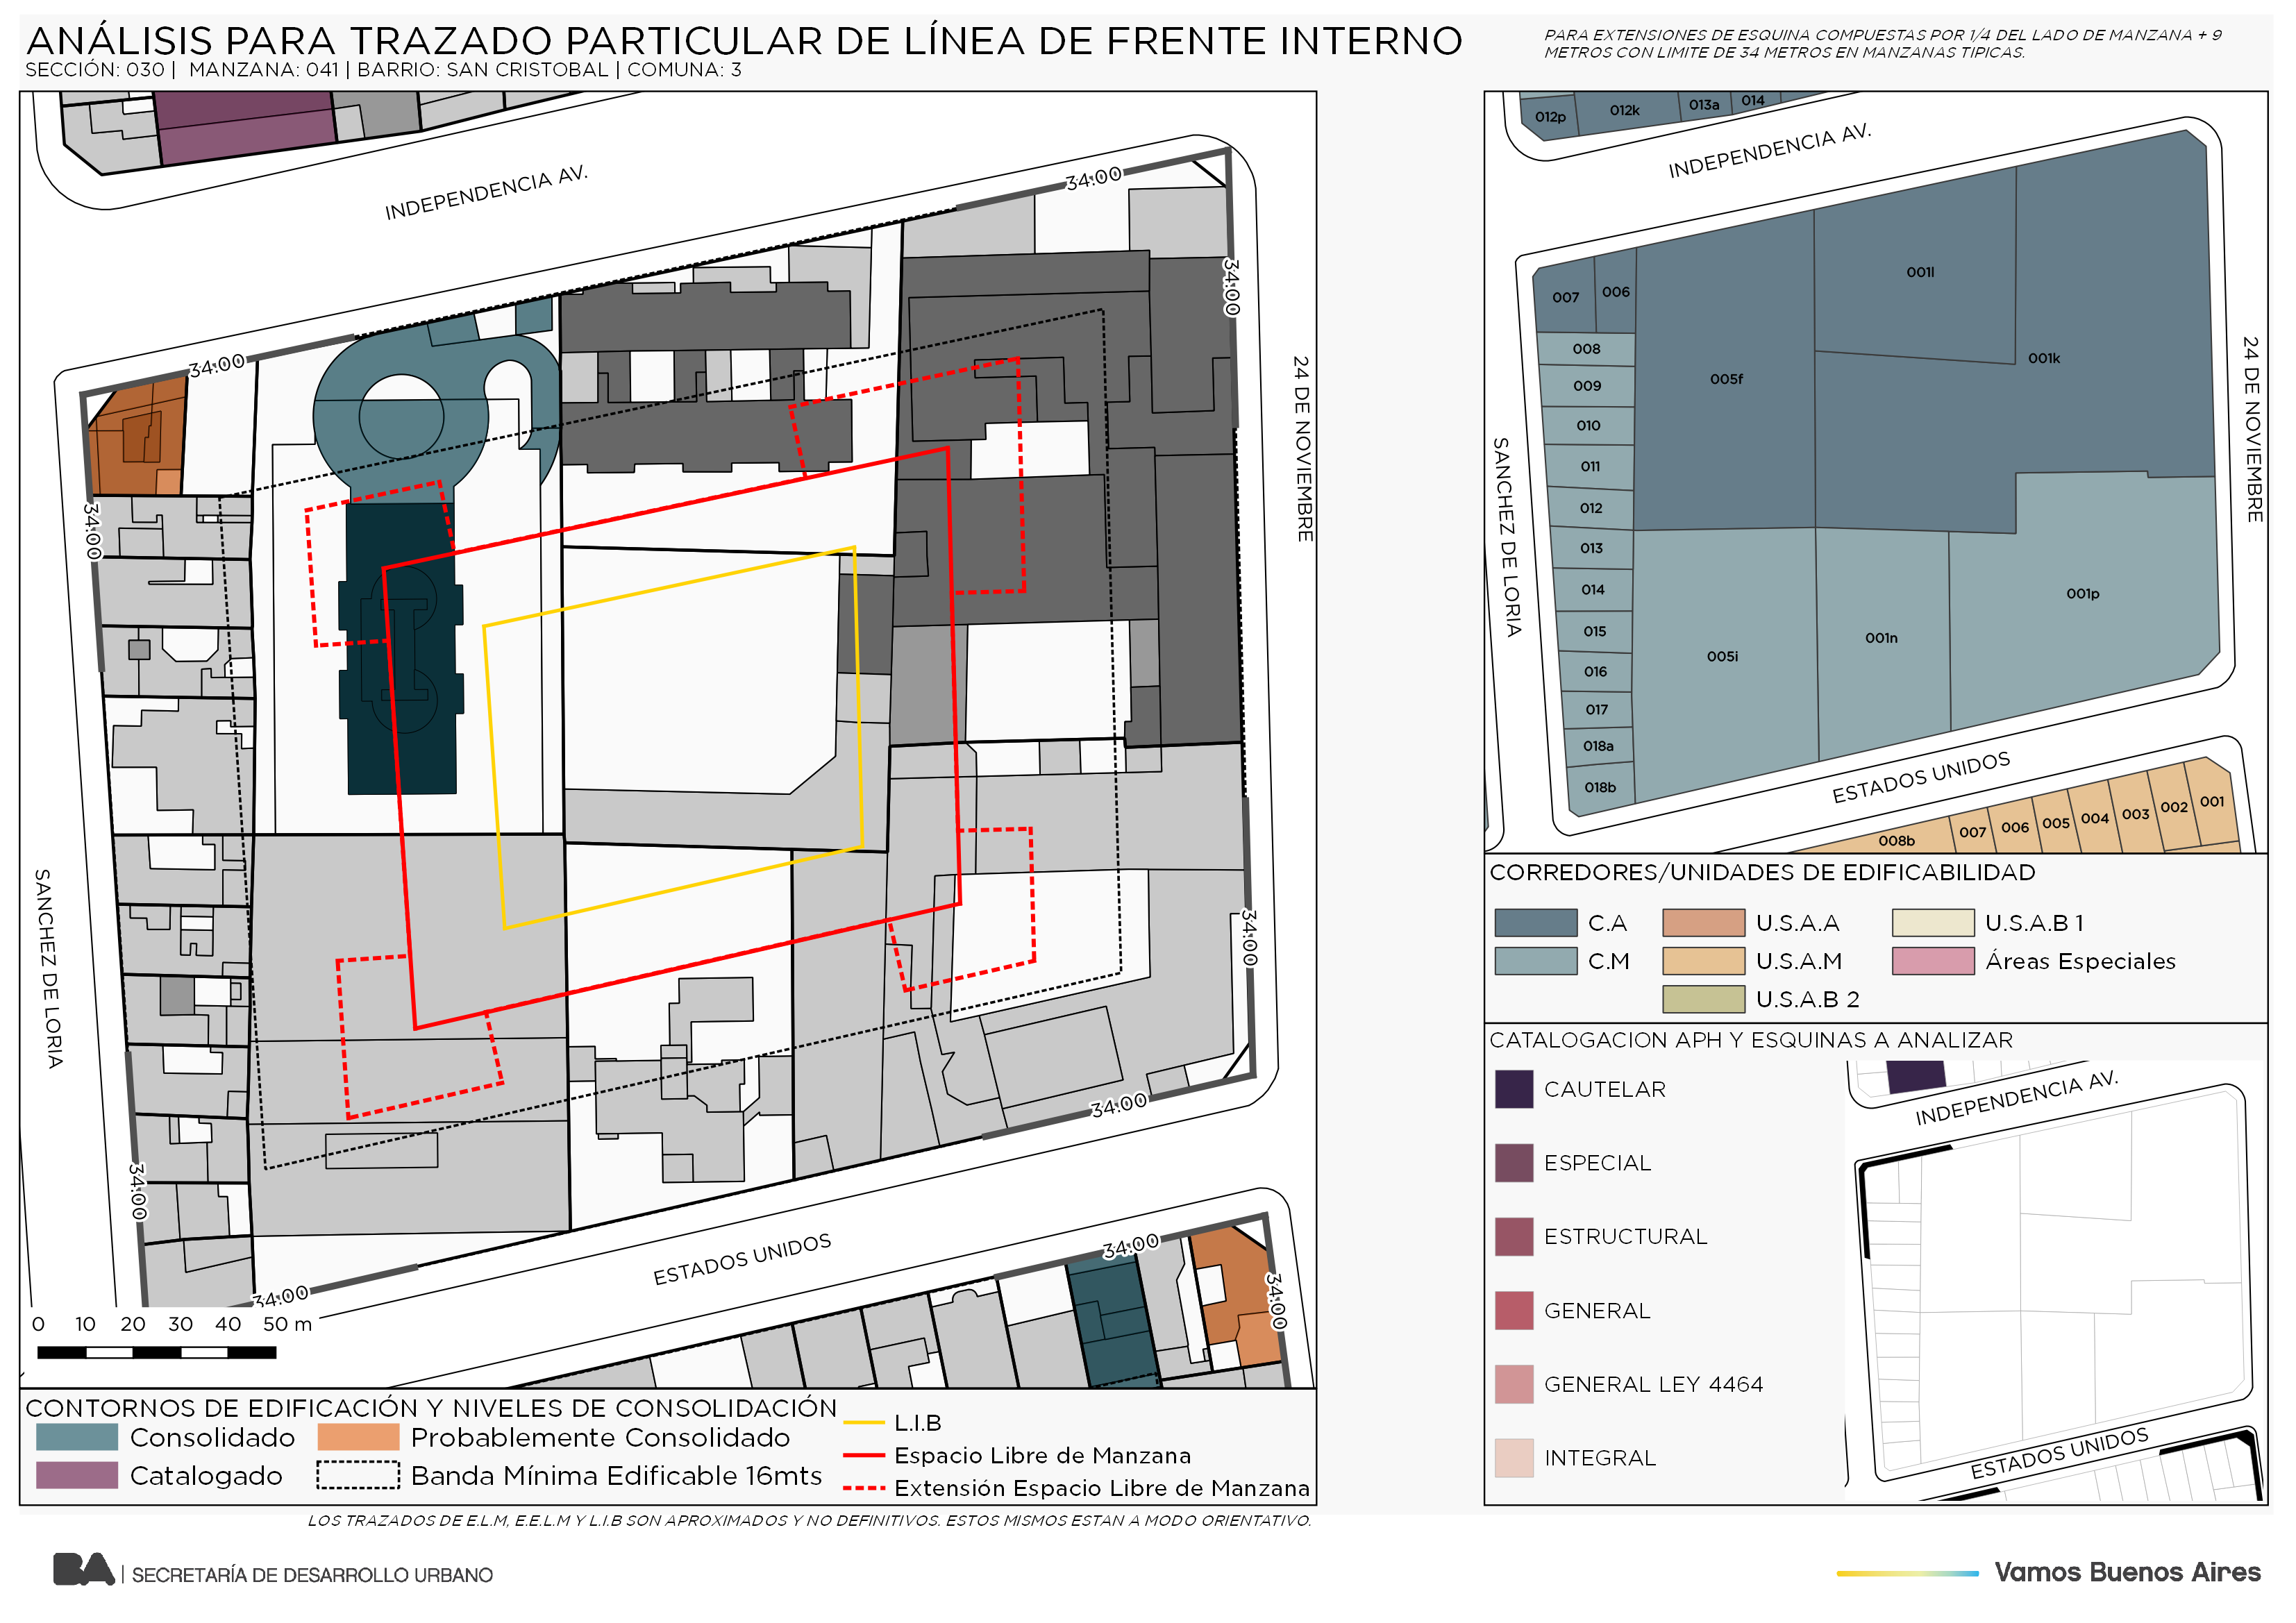 ANÁLISIS PARA TRAZADO PARTICULAR DE LÍNEA DE FRENTE INTERNO
SECCIÓN: 030 | MANZANA: 041 | BARRIO: SAN CRISTOBAL | COMUNA: 3
PARA EXTENSIONES DE ESQUINA COMPUESTAS POR 1/4 DEL LADO DE MANZANA + 9
METROS CON LIMITE DE 34 METROS EN MANZANAS TIPICAS.
INDEPENDENCIA AV.
34:00
34:00
34:00
34:00
24 DE NOVIEMBRE
SANCHEZ DE LORIA
34:00
34:00
34:00
34:00
ESTADOS UNIDOS
34:00
34:00
0 10 20 30 40 50 m
CONTORNOS DE EDIFICACIÓN Y NIVELES DE CONSOLIDACIÓN
Consolidado
Probablemente Consolidado
Catalogado
Banda Mínima Edificable 16mts
L.I.B
Espacio Libre de Manzana
Extensión Espacio Libre de Manzana
LOS TRAZADOS DE E.L.M, E.E.L.M Y L.I.B SON APROXIMADOS Y NO DEFINITIVOS. ESTOS MISMOS ESTAN A MODO ORIENTATIVO.
012p
012k
013a
014
INDEPENDENCIA AV.
007
006
001l
008
009
005f
001k
010
011
012
013
014
015
016
017
018a
018b
005i
001n
001p
SANCHEZ DE LORIA
24 DE NOVIEMBRE
ESTADOS UNIDOS
008b
007
006
005
004
003
002
001
CORREDORES/UNIDADES DE EDIFICABILIDAD
C.A
U.S.A.A
U.S.A.B 1
C.M
U.S.A.M
Áreas Especiales
U.S.A.B 2
CATALOGACION APH Y ESQUINAS A ANALIZAR
CAUTELAR
ESPECIAL
ESTRUCTURAL
GENERAL
GENERAL LEY 4464
INTEGRAL
INDEPENDENCIA AV.
ESTADOS UNIDOS
BA | SECRETARÍA DE DESARROLLO URBANO
Vamos Buenos Aires